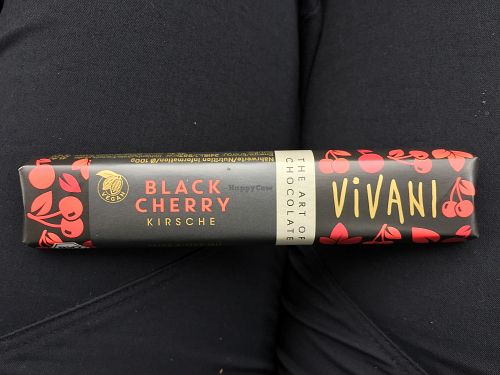 Nährwerte/Nutrition Information/Ø 100g
VEGAN
BLACK
CHERRY
KIRSCHE
THE ART OF
CHOCOLATE
ViVANI
HappyCow